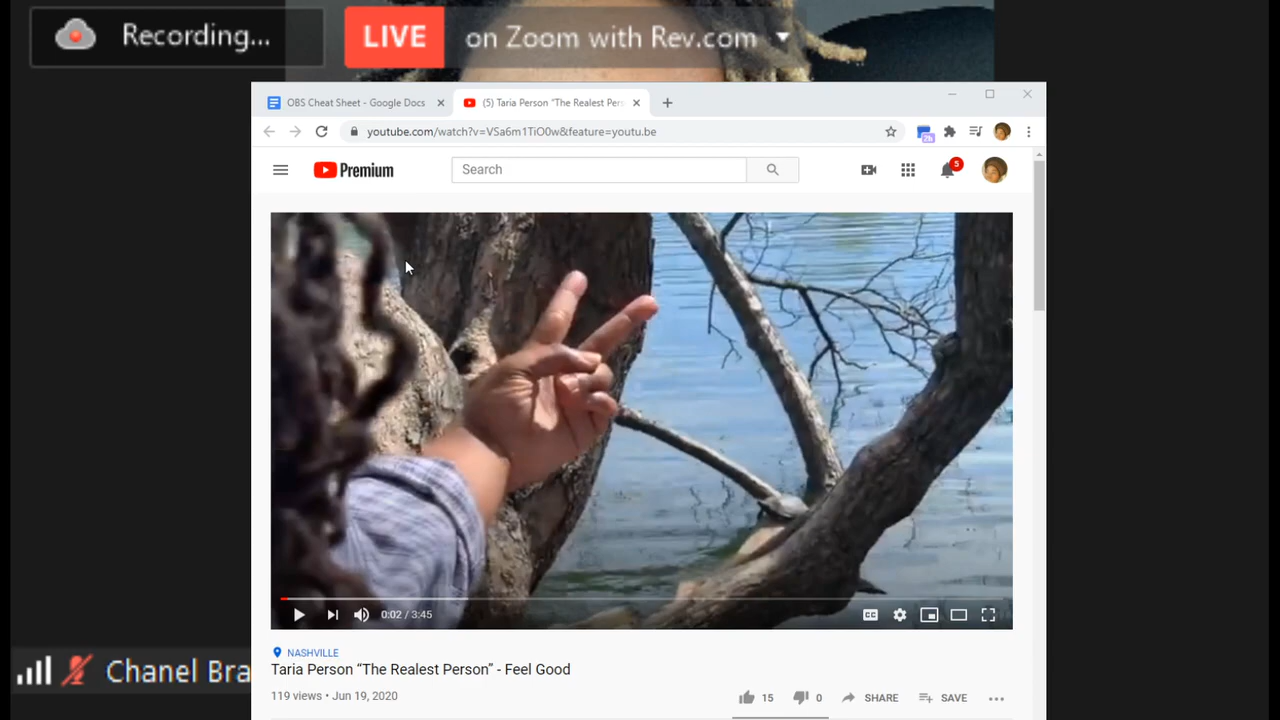 Recording...
LIVE on Zoom with Rev.com
OBS Cheat Sheet - Google Docs
(5) Taria Person "The Realest Pers
youtube.com/watch?v=VSa6m1TiO0w&feature=youtu.be
Premium
Search
5
0:02 / 3:45
CC
NASHVILLE
Taria Person “The Realest Person” - Feel Good
119 views • Jun 19, 2020
15
0
SHARE
SAVE
Chanel Bra